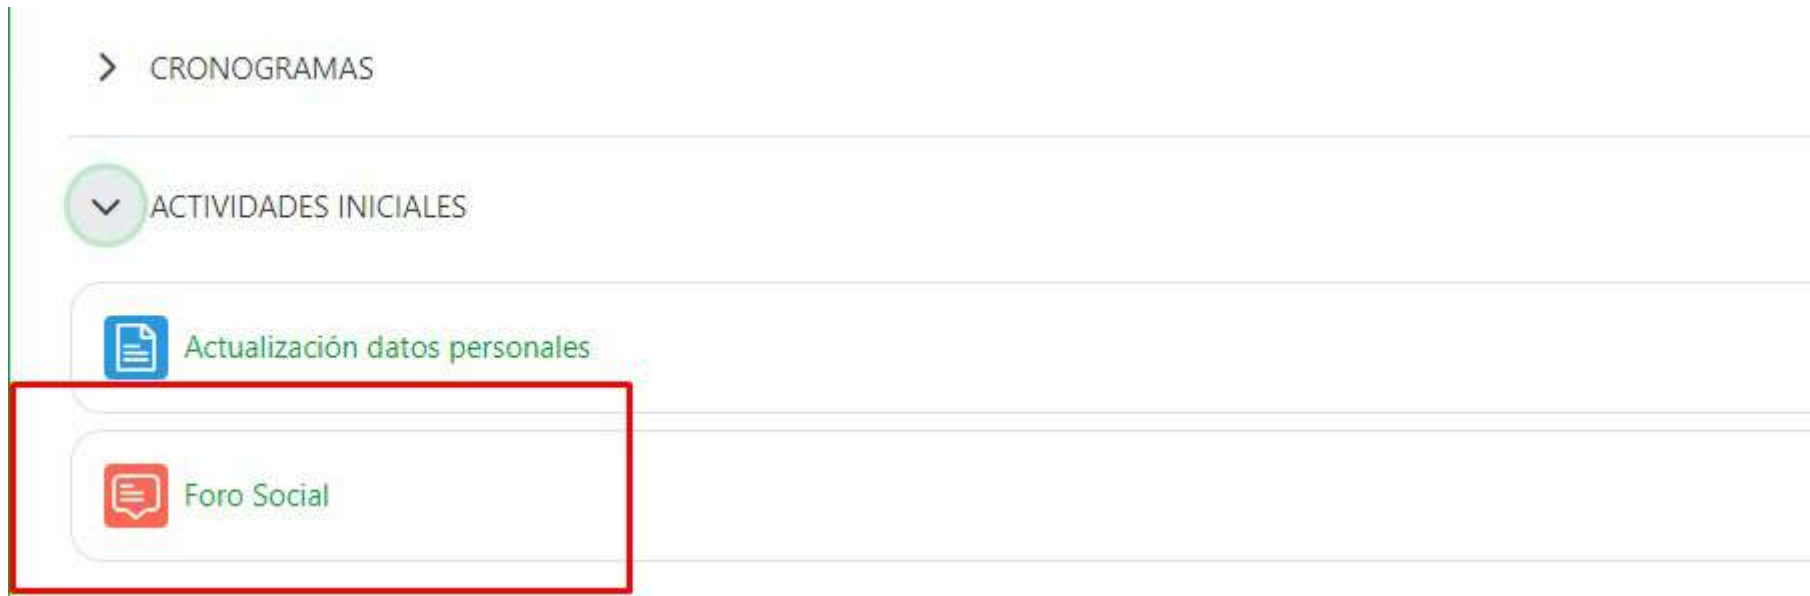 CRONOGRAMAS
ACTIVIDADES INICIALES
Actualización datos personales
Foro Social